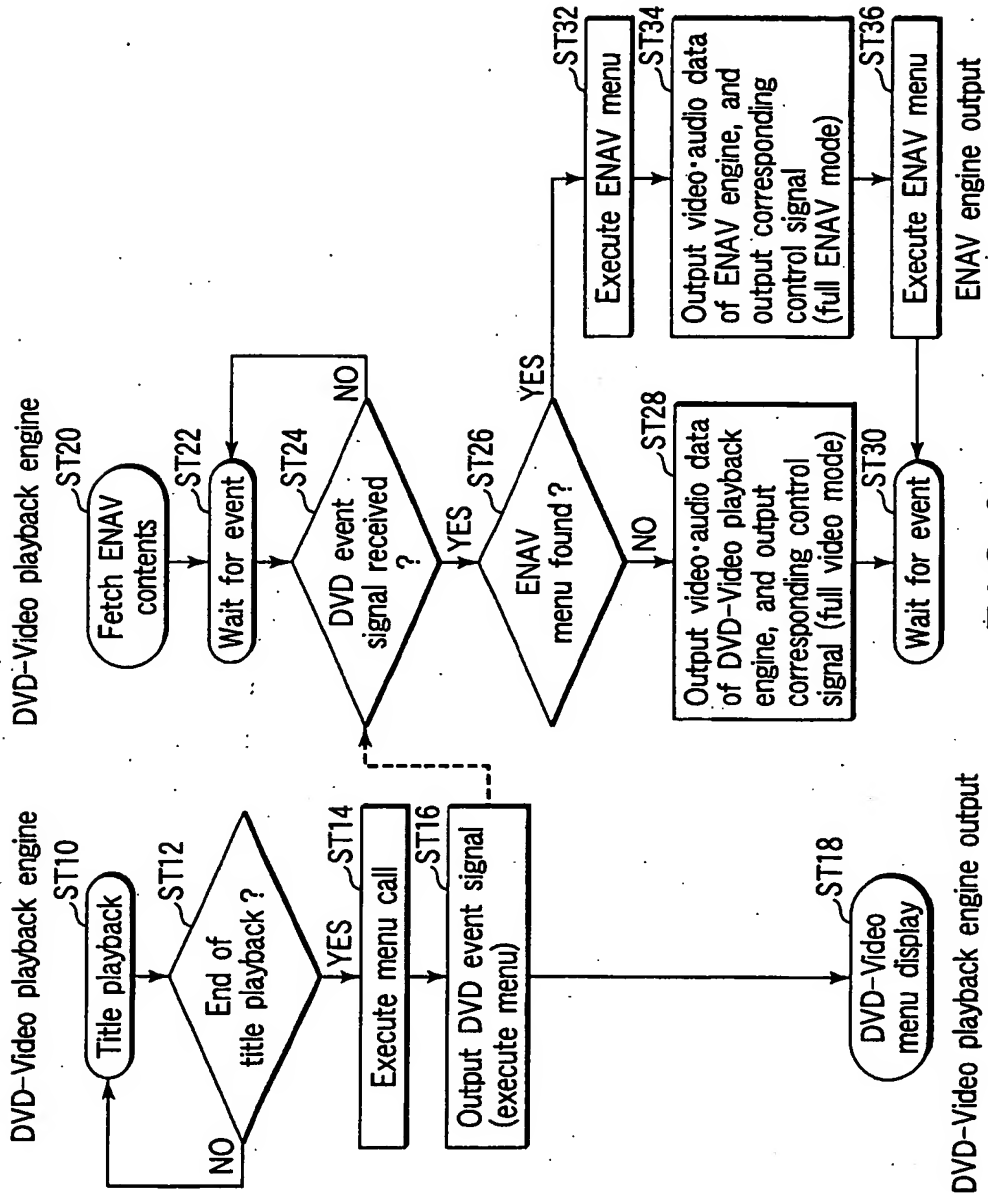 DVD-Video playback engine
ST10
Title playback
ST12
End of
title playback ?
NO
YES
ST14
Execute menu call
ST16
Output DVD event signal
(execute menu)
ST18
DVD-Video
menu display
DVD-Video playback engine output
DVD-Video playback engine
ST20
Fetch ENAV
contents
ST22
Wait for event
ST24
DVD event
signal received
?
NO
YES
ST26
ENAV
menu found ?
YES
NO
ST28
Output video·audio data
of DVD-Video playback
engine, and output
corresponding control
signal (full video mode)
ST30
Wait for event
ST32
Execute ENAV menu
ST34
Output video·audio data
of ENAV engine, and
output corresponding
control signal
(full ENAV mode)
ST36
Execute ENAV menu
ENAV engine output